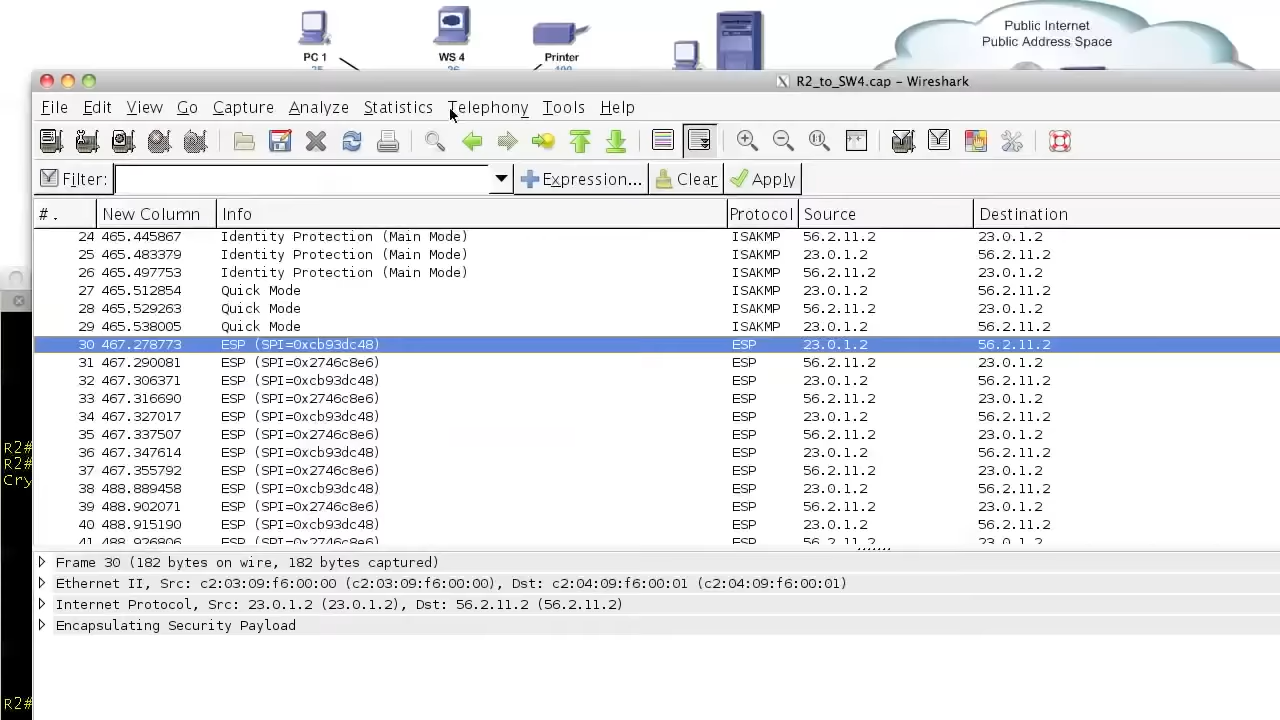 Public Internet
Public Address Space
PC 1
WS 4
Printer
R2_to_SW4.cap – Wireshark
File Edit View Go Capture Analyze Statistics Telephony Tools Help
Filter: Expression... Clear Apply
# . New Column Info Protocol Source Destination
24 465.445867 Identity Protection (Main Mode) ISAKMP 56.2.11.2 23.0.1.2
25 465.483379 Identity Protection (Main Mode) ISAKMP 23.0.1.2 56.2.11.2
26 465.497753 Identity Protection (Main Mode) ISAKMP 56.2.11.2 23.0.1.2
27 465.512854 Quick Mode ISAKMP 23.0.1.2 56.2.11.2
28 465.529263 Quick Mode ISAKMP 56.2.11.2 23.0.1.2
29 465.538005 Quick Mode ISAKMP 23.0.1.2 56.2.11.2
30 467.278773 ESP (SPI=0xcb93dc48) ESP 23.0.1.2 56.2.11.2
31 467.290081 ESP (SPI=0x2746c8e6) ESP 56.2.11.2 23.0.1.2
32 467.306371 ESP (SPI=0xcb93dc48) ESP 23.0.1.2 56.2.11.2
33 467.316690 ESP (SPI=0x2746c8e6) ESP 56.2.11.2 23.0.1.2
34 467.327017 ESP (SPI=0xcb93dc48) ESP 23.0.1.2 56.2.11.2
35 467.337507 ESP (SPI=0x2746c8e6) ESP 56.2.11.2 23.0.1.2
36 467.347614 ESP (SPI=0xcb93dc48) ESP 23.0.1.2 56.2.11.2
37 467.355792 ESP (SPI=0x2746c8e6) ESP 56.2.11.2 23.0.1.2
38 488.889458 ESP (SPI=0xcb93dc48) ESP 23.0.1.2 56.2.11.2
39 488.902071 ESP (SPI=0x2746c8e6) ESP 56.2.11.2 23.0.1.2
40 488.915190 ESP (SPI=0xcb93dc48) ESP 23.0.1.2 56.2.11.2
41 488.926806 ESP (SPI=0x2746c8e6) ESP 56.2.11.2 23.0.1.2
Frame 30 (182 bytes on wire, 182 bytes captured)
Ethernet II, Src: c2:03:09:f6:00:00 (c2:03:09:f6:00:00), Dst: c2:04:09:f6:00:01 (c2:04:09:f6:00:01)
Internet Protocol, Src: 23.0.1.2 (23.0.1.2), Dst: 56.2.11.2 (56.2.11.2)
Encapsulating Security Payload
R2#
R2#
Cry
R2#